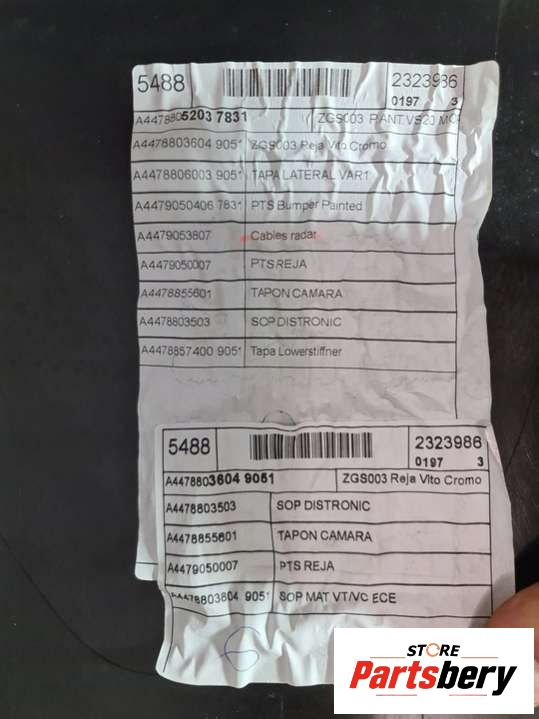 5488 2323986
0197 3
A4478805203 7831 ZGS003 P.ANT.VS20 MO
A4478803604 9051 ZGS003 Reja Vito Cromo
A4478806003 9051 TAPA LATERAL VAR1
A4479050406 7831 PTS Bumper Painted
A4479053807 Cables radar
A4479050007 PTS REJA
A4478855601 TAPON CAMARA
A4478803503 SOP DISTRONIC
A4478857400 9051 Tapa Lowerstiffner
5488 2323986
0197 3
A4478803604 9051 ZGS003 Reja Vito Cromo
A4478803503 SOP DISTRONIC
A4478855601 TAPON CAMARA
A4479050007 PTS REJA
A4478803604 9051 SOP MAT VT/VC ECE
6
STORE
Partsbery